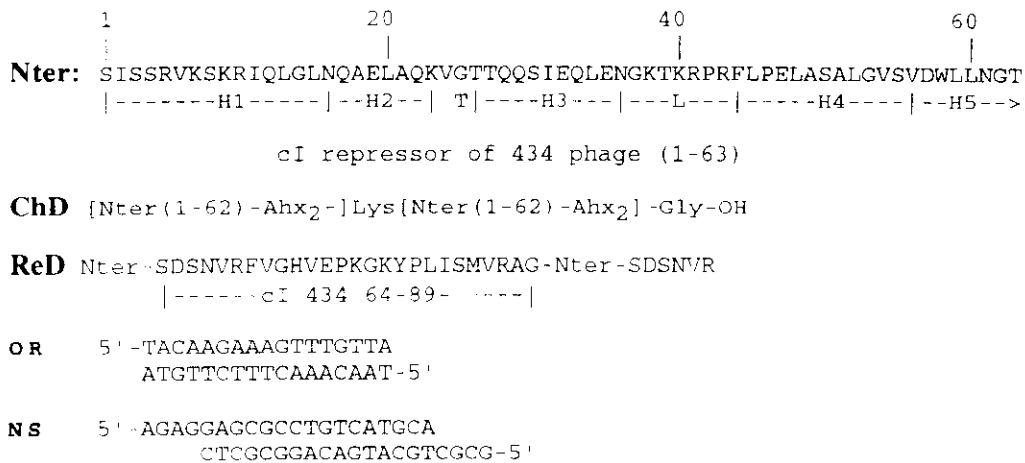 1 20 40 60
Nter: SISSRVKSKRIQLGLNQAELAQKVGTTQQSIEQLENGKTKRPRFLPELASALGVSVDWLLNGT
|-------H1------|--H2--| T|----H3----|---L---|-----H4-----|--H5-->
cI repressor of 434 phage (1-63)
ChD [Nter(1-62)-Ahx2-]Lys[Nter(1-62)-Ahx2]-Gly-OH
ReD Nter-SDSNVRFVGHVEPKGKYPLISMVRAG-Nter-SDSNVR
|------cI 434 64-89- ----|
OR 5'-TACAAGAAAGTTTGTTA
ATGTTCTTTCAAACAAT-5'
NS 5'-AGAGGAGCGCCTGTCATGCA
CTCGCGGACAGTACGTCGCG-5'